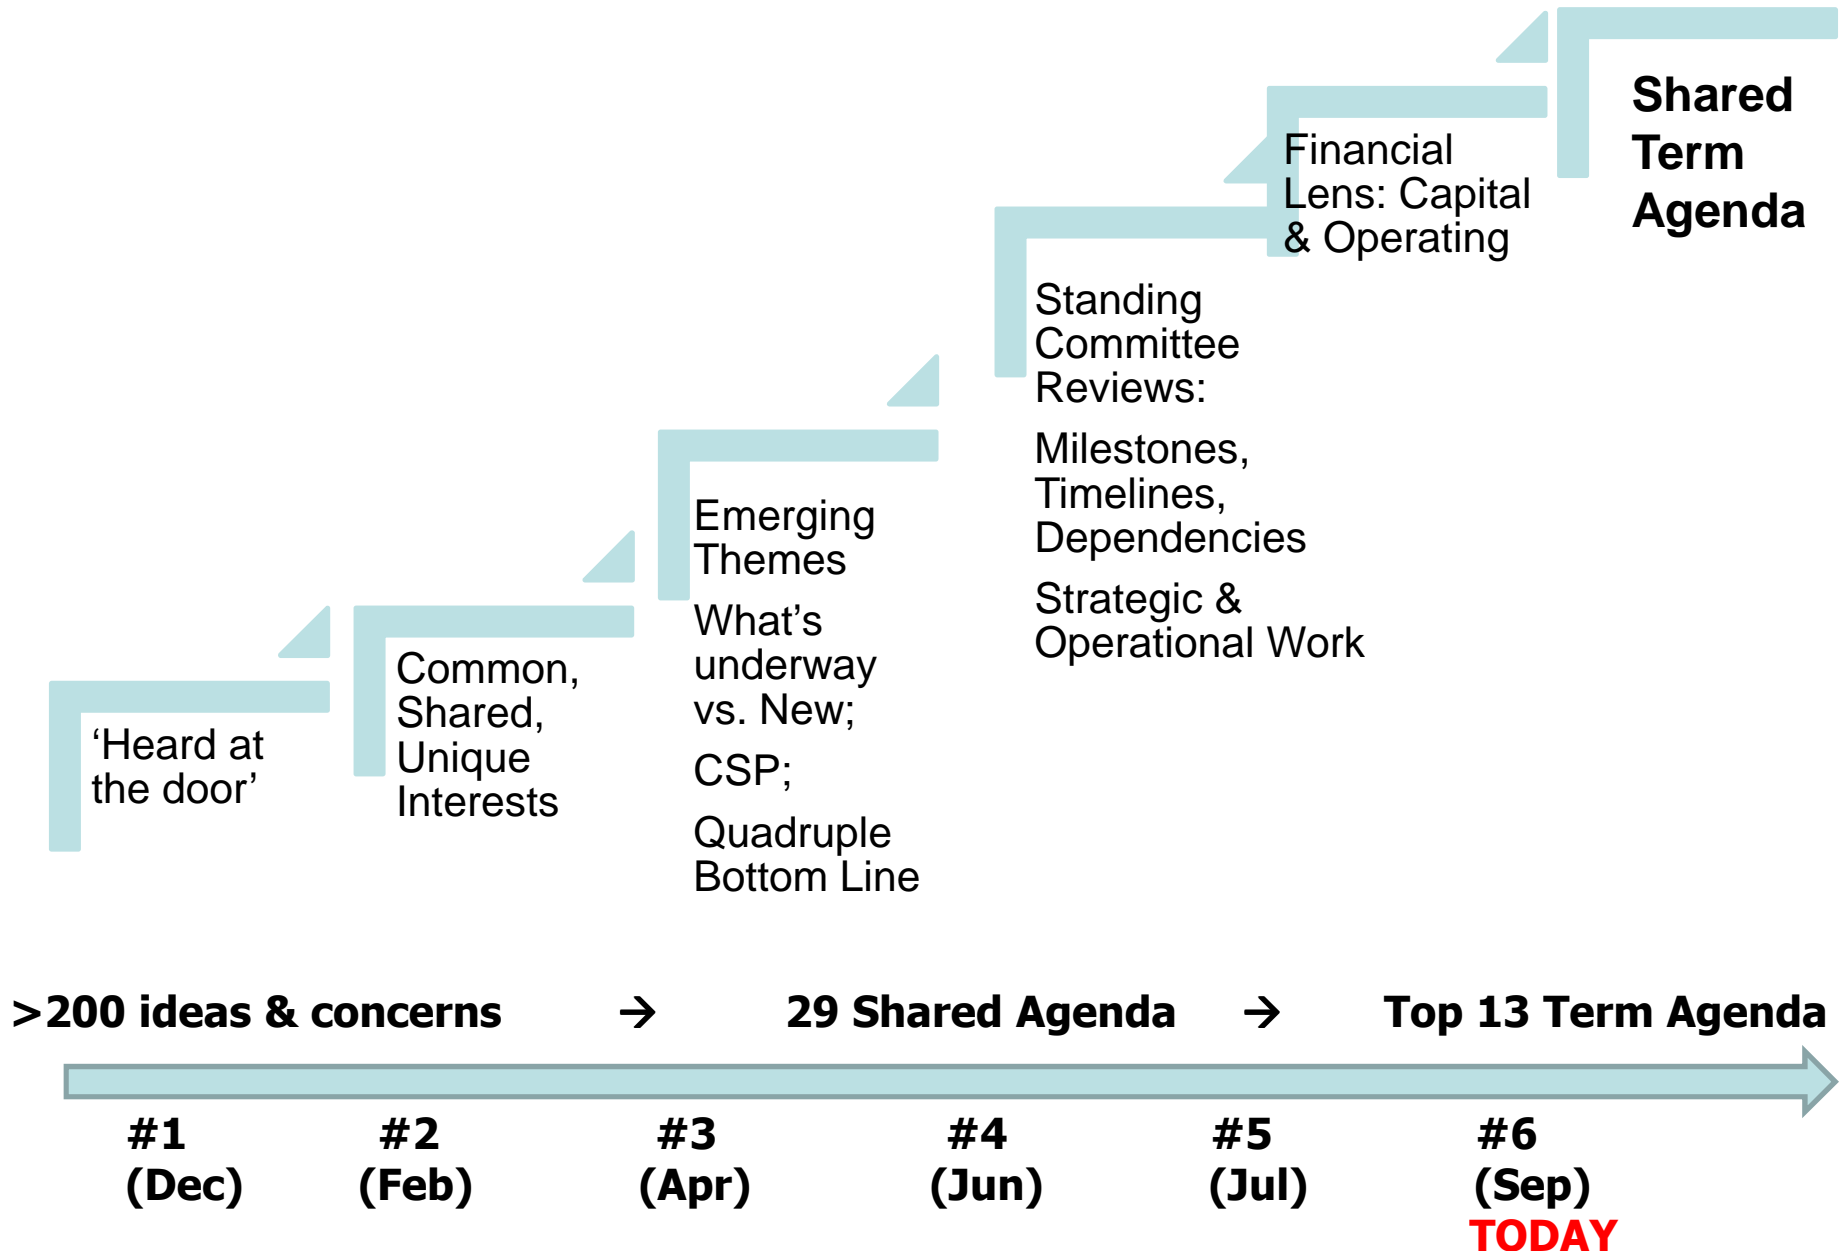 ‘Heard at
the door’
Common,
Shared,
Unique
Interests
Emerging
Themes
What’s
underway
vs. New;
CSP;
Quadruple
Bottom Line
Standing
Committee
Reviews:
Milestones,
Timelines,
Dependencies
Strategic &
Operational Work
Financial
Lens: Capital
& Operating
Shared
Term
Agenda
>200 ideas & concerns → 29 Shared Agenda → Top 13 Term Agenda
#1
(Dec)
#2
(Feb)
#3
(Apr)
#4
(Jun)
#5
(Jul)
#6
(Sep)
TODAY